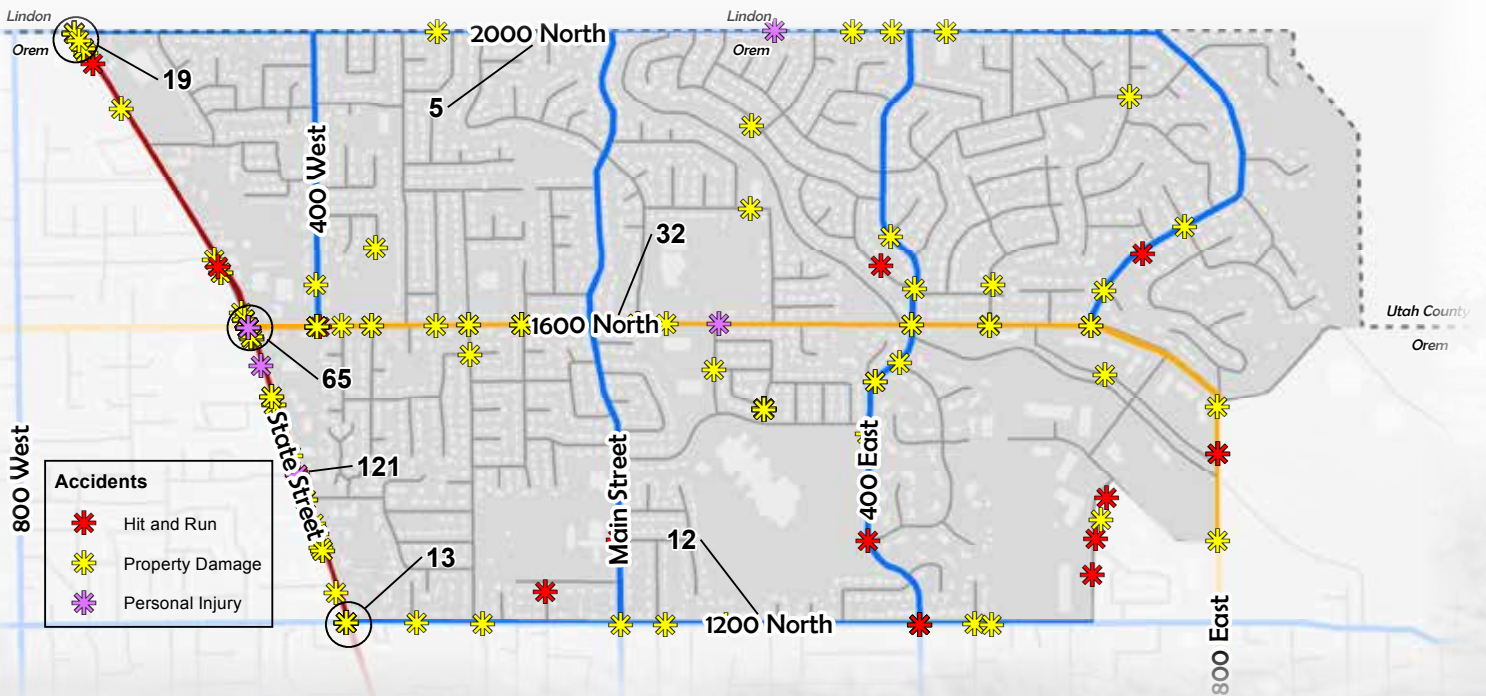 Lindon
Orem
2000 North
Lindon
Orem
19
5
400 West
32
1600 North
Utah County
Orem
65
State Street
121
800 West
Main Street
400 East
Accidents
Hit and Run
Property Damage
Personal Injury
13
12
1200 North
800 East